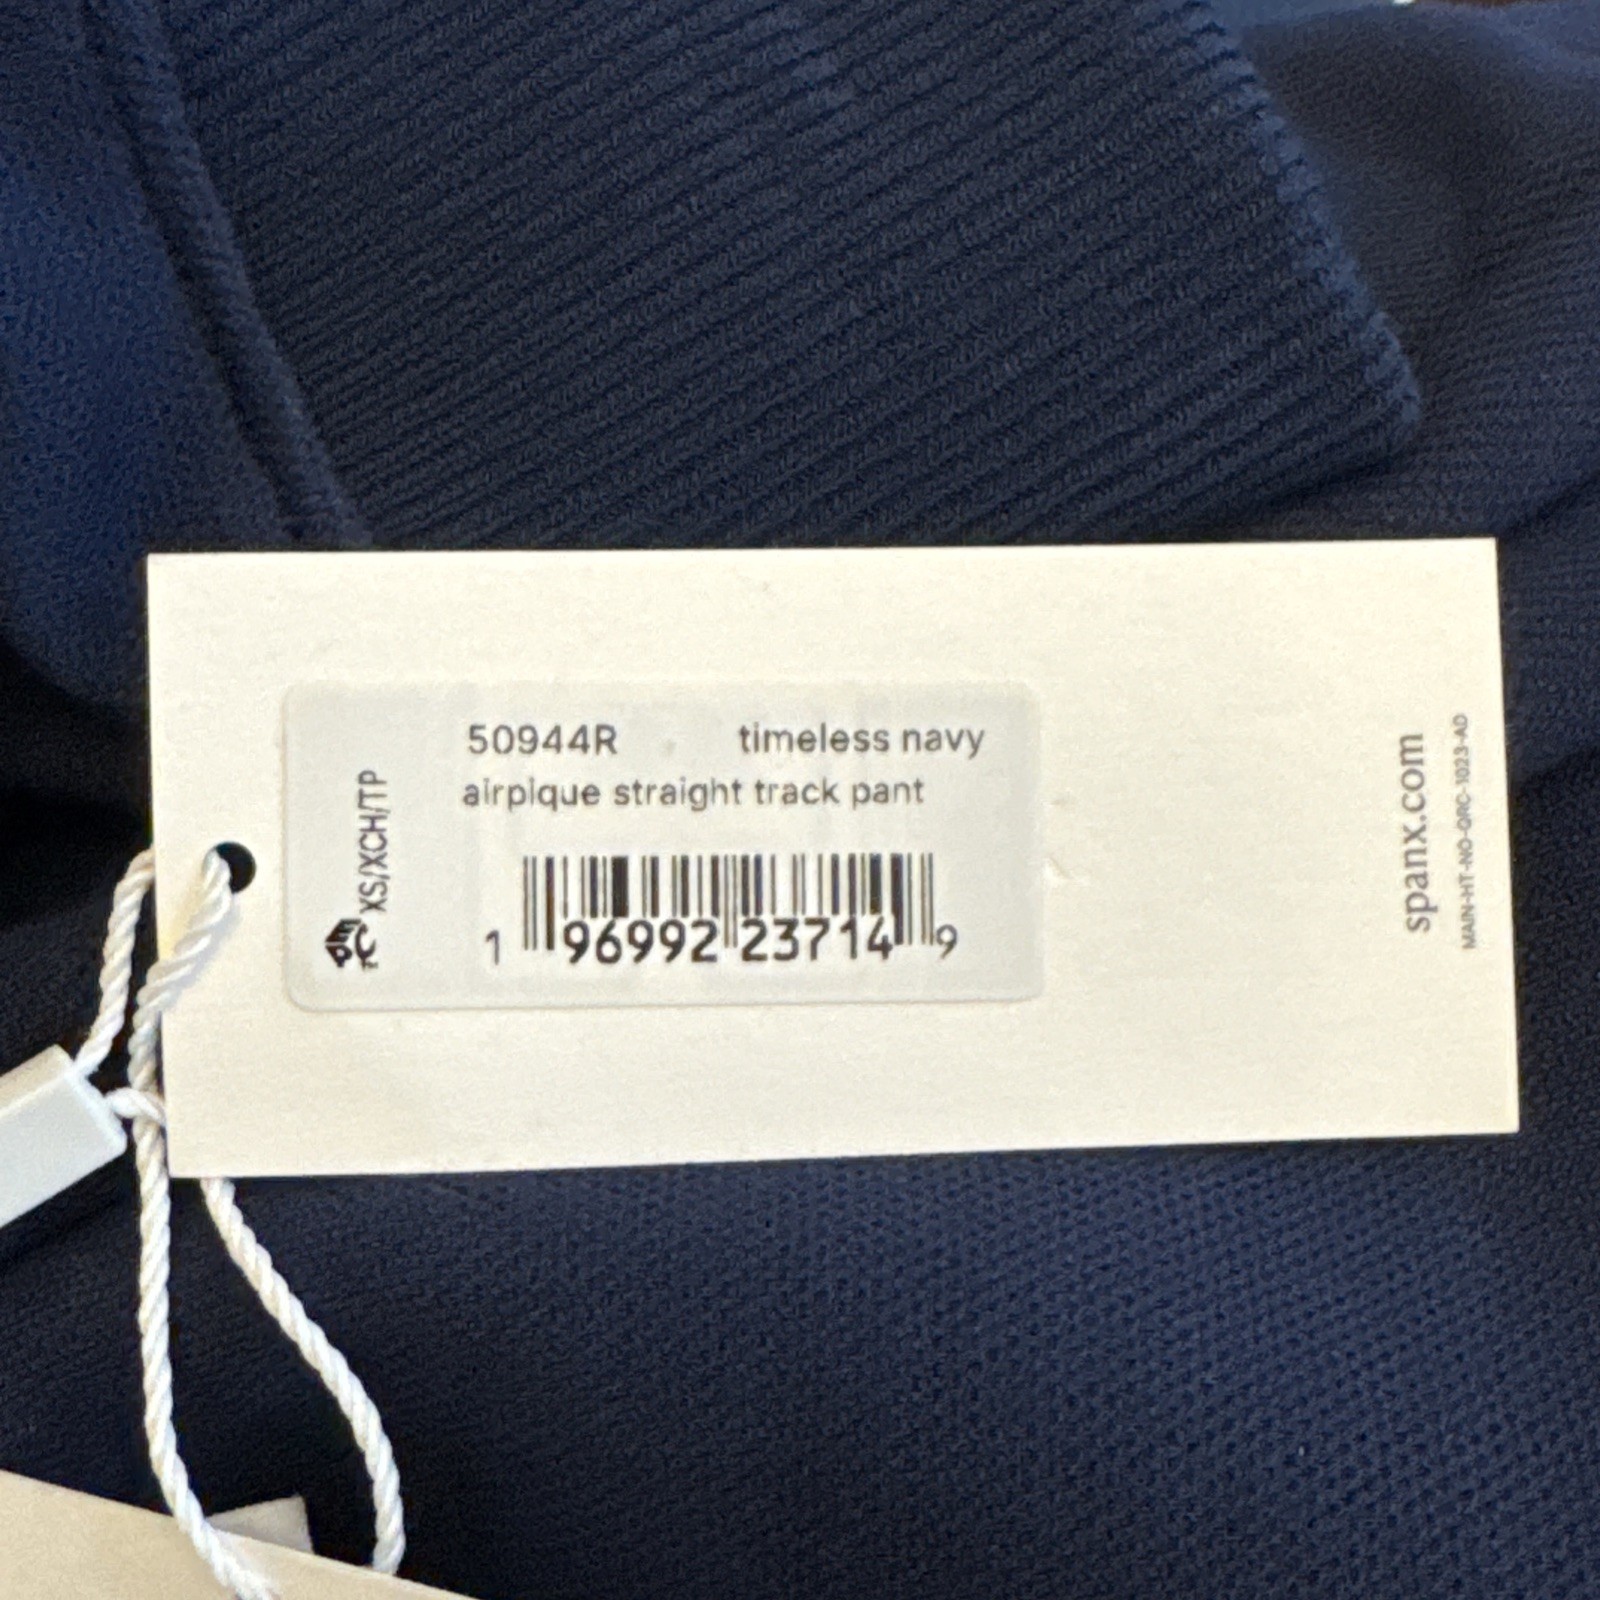 50944R timeless navy
airpique straight track pant
XS/XCH/TP
1 96992 23714 9
spanx.com
MAIN-HT-NO-QRC-1023-AD